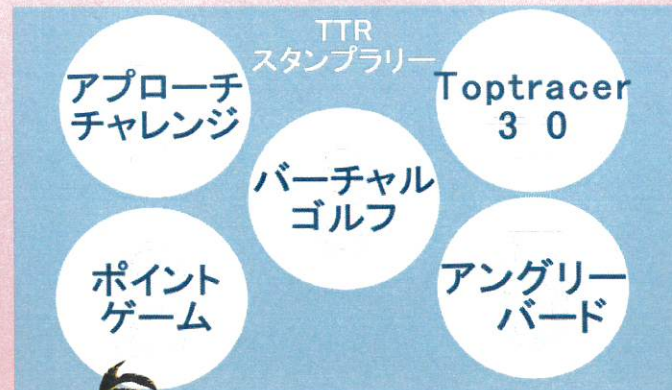 TTR
スタンプラリー
アプローチ
チャレンジ
Toptracer
３０
バーチャル
ゴルフ
ポイント
ゲーム
アングリー
バード